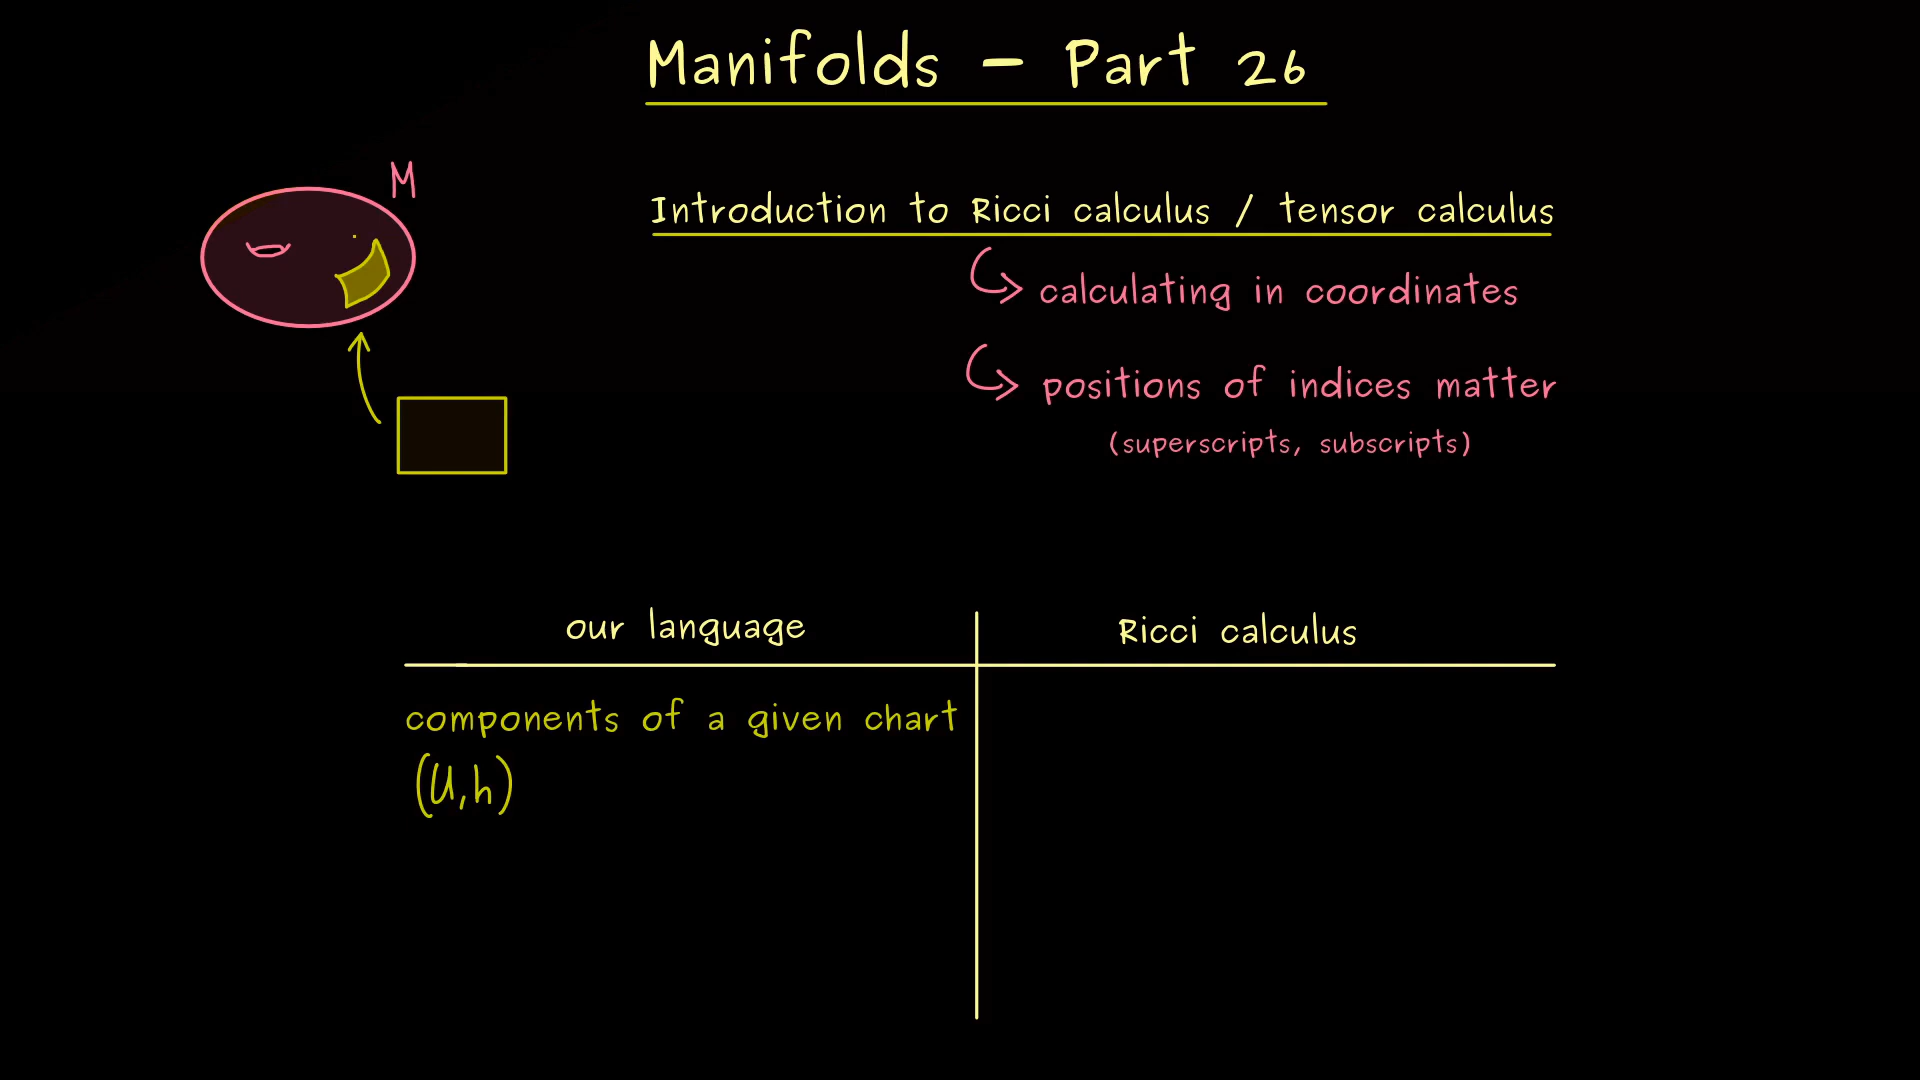 Manifolds - Part 26
M
Introduction to Ricci calculus / tensor calculus
calculating in coordinates
positions of indices matter
(superscripts, subscripts)
our language
Ricci calculus
components of a given chart
(U,h)